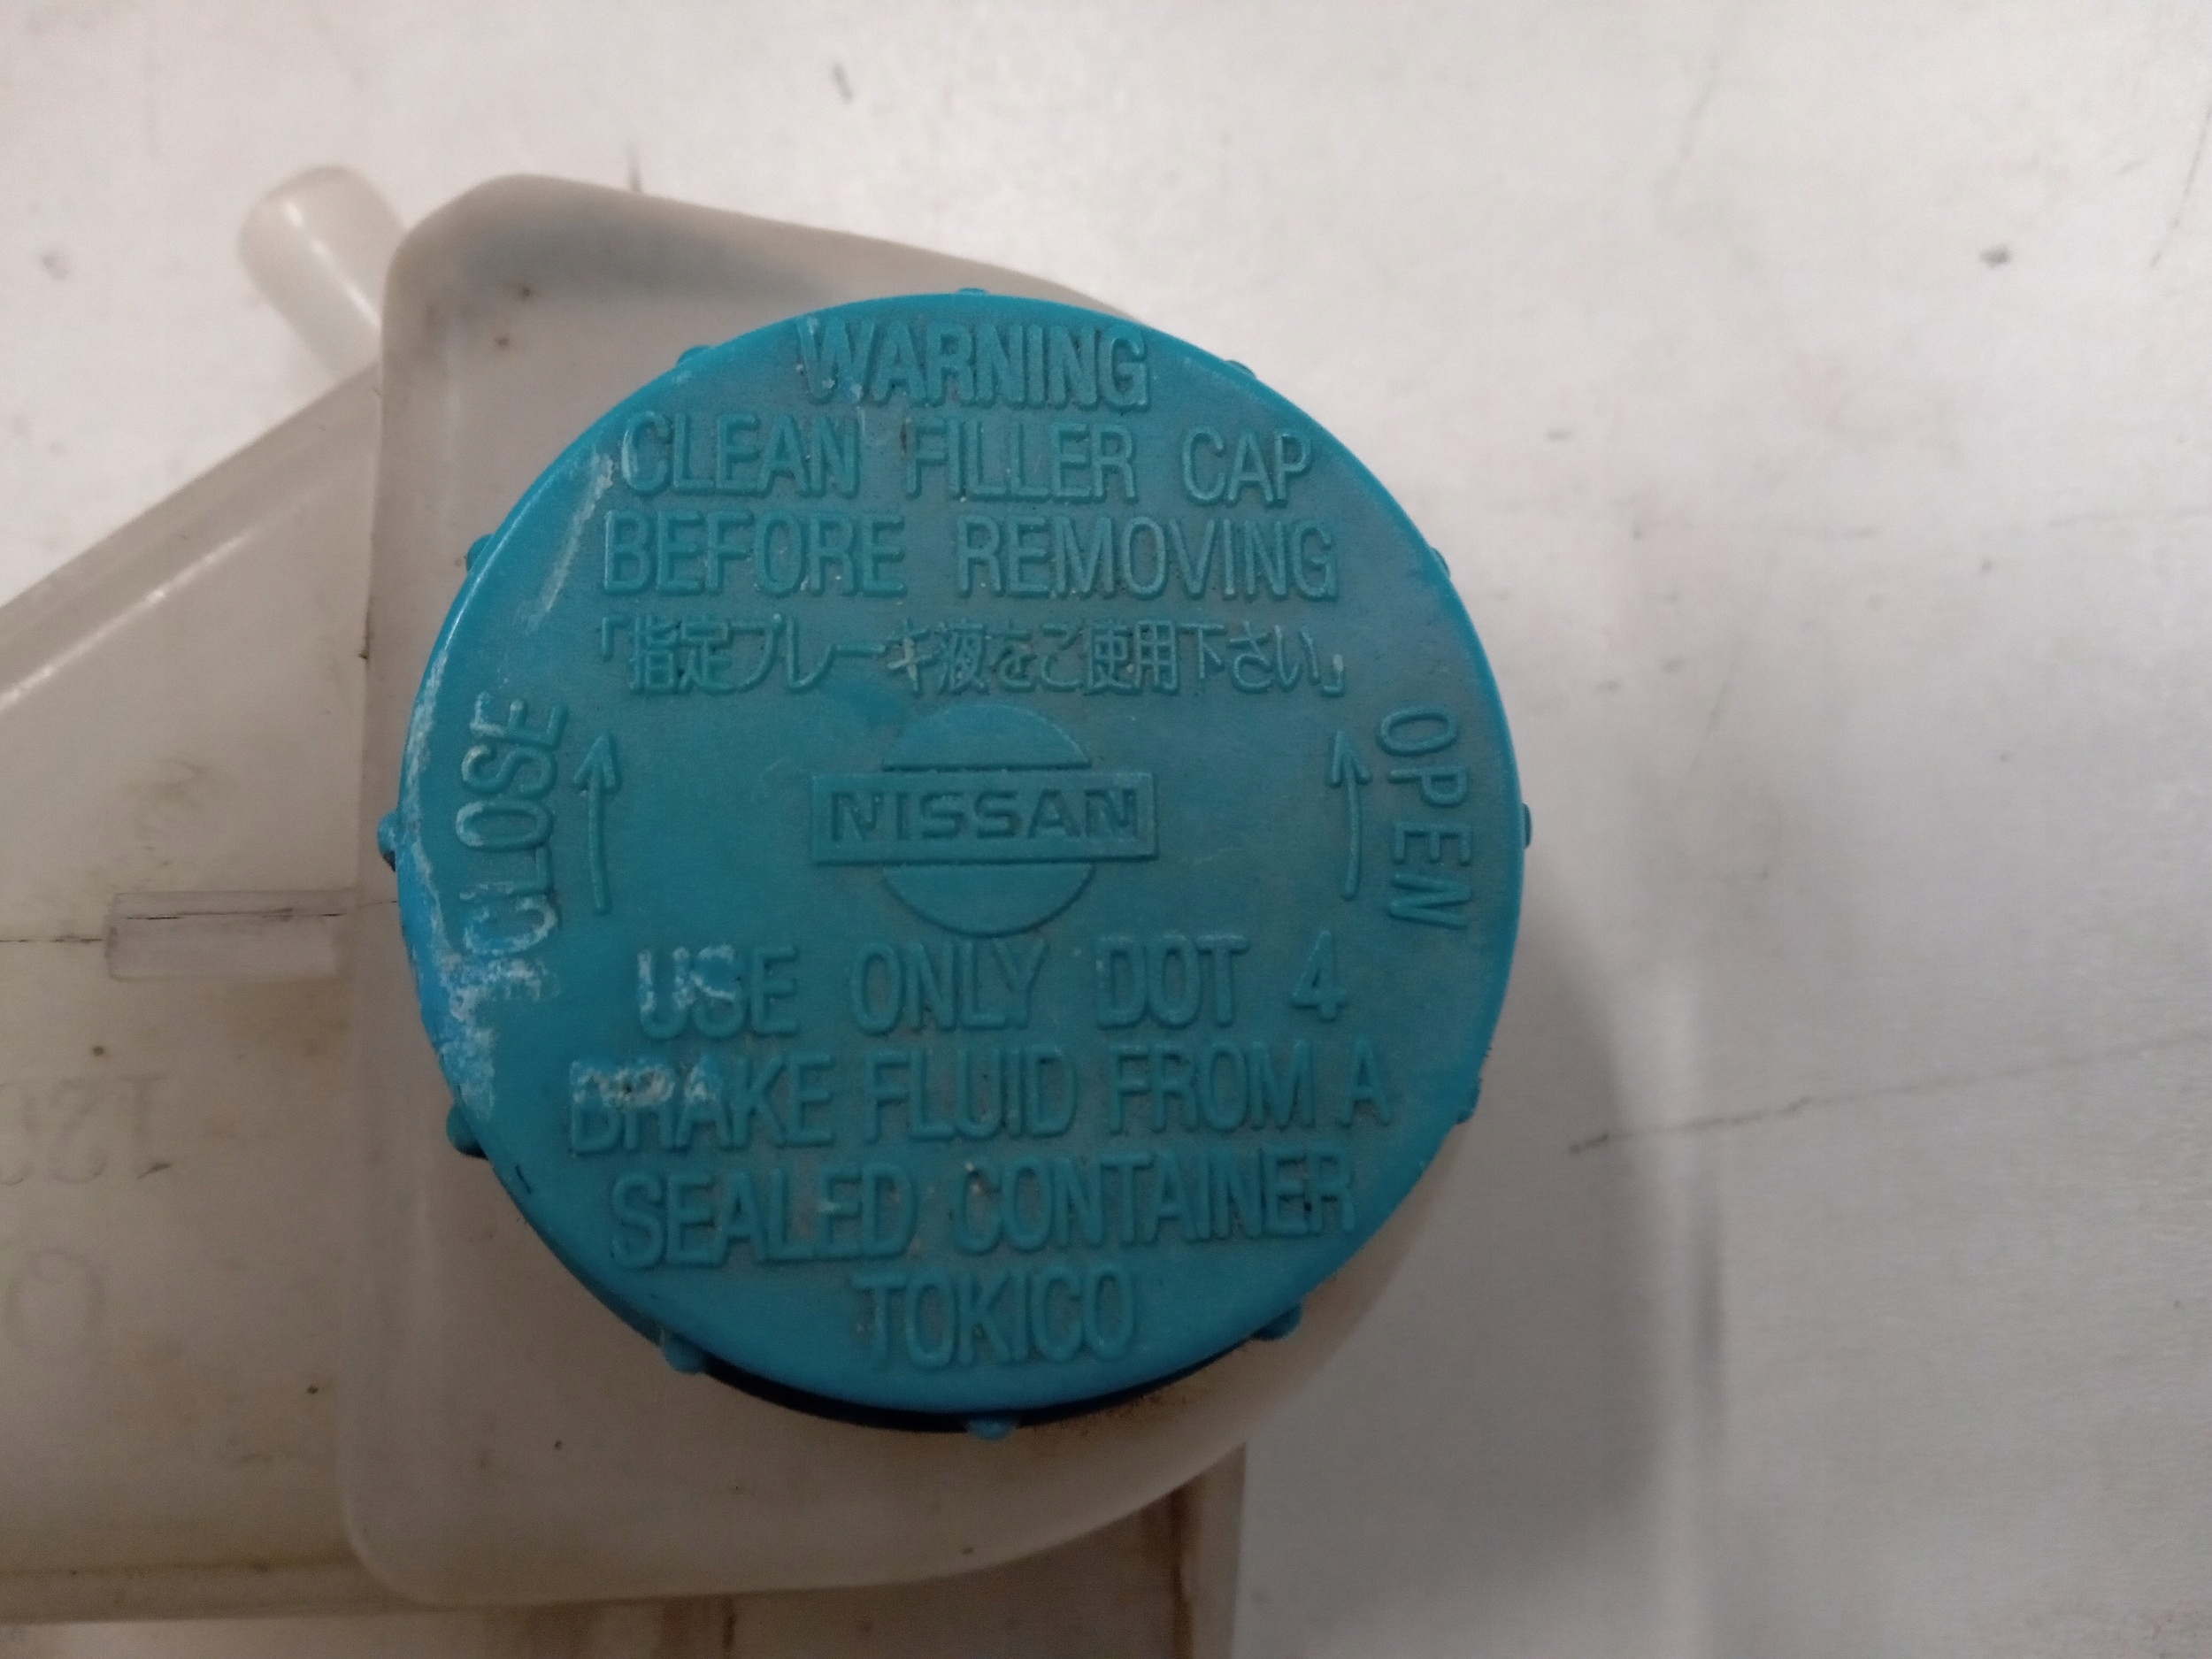 WARNING
CLEAN FILLER CAP
BEFORE REMOVING
「指定ブレーキ液をご使用下さい」
CLOSE
OPEN
NISSAN
USE ONLY DOT 4
BRAKE FLUID FROM A
SEALED CONTAINER
TOKICO